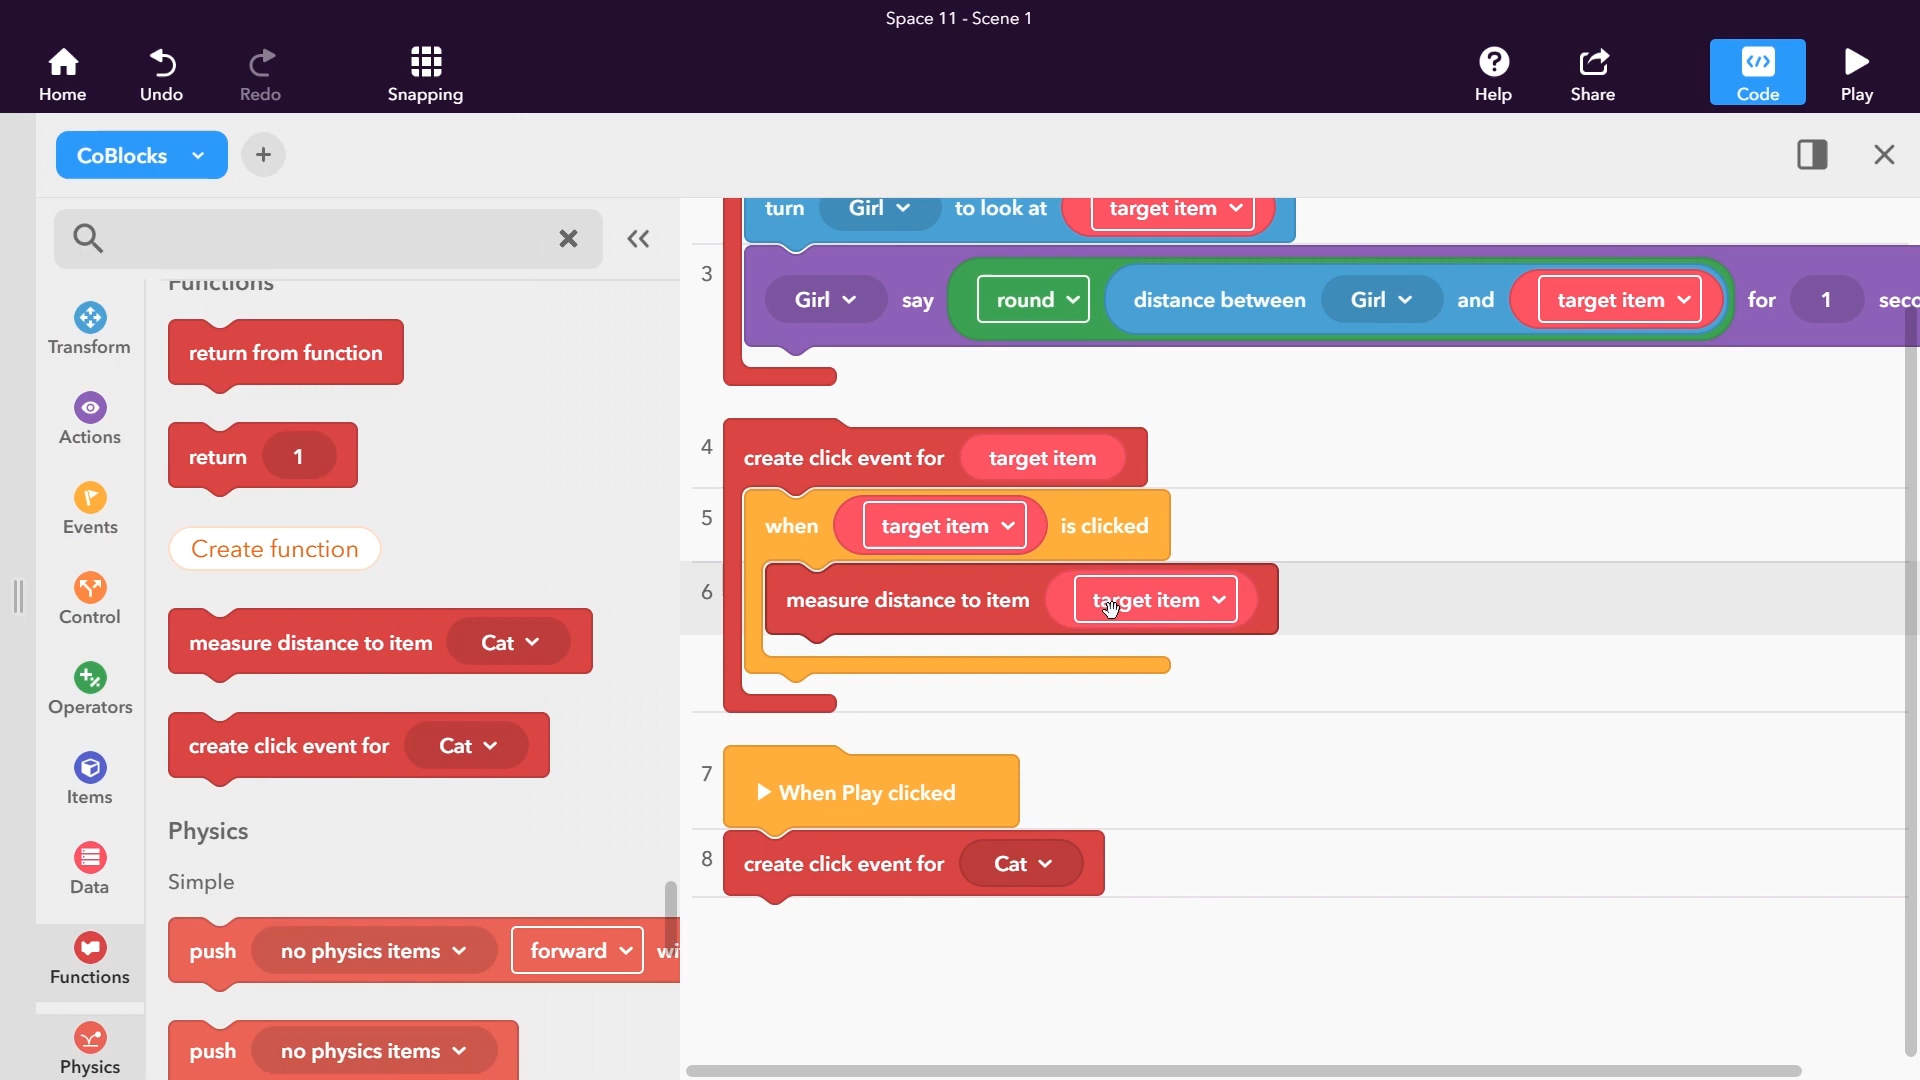 Space 11 - Scene 1
Home Undo Redo Snapping Help Share Code Play
CoBlocks
Functions
return from function
return 1
Create function
measure distance to item Cat
create click event for Cat
Physics
Simple
push no physics items forward
push no physics items
Transform
Actions
Events
Control
Operators
Items
Data
Functions
Physics
turn Girl to look at target item
3 Girl say round distance between Girl and target item for 1
4 create click event for target item
5 when target item is clicked
6 measure distance to item target item
7 When Play clicked
8 create click event for Cat